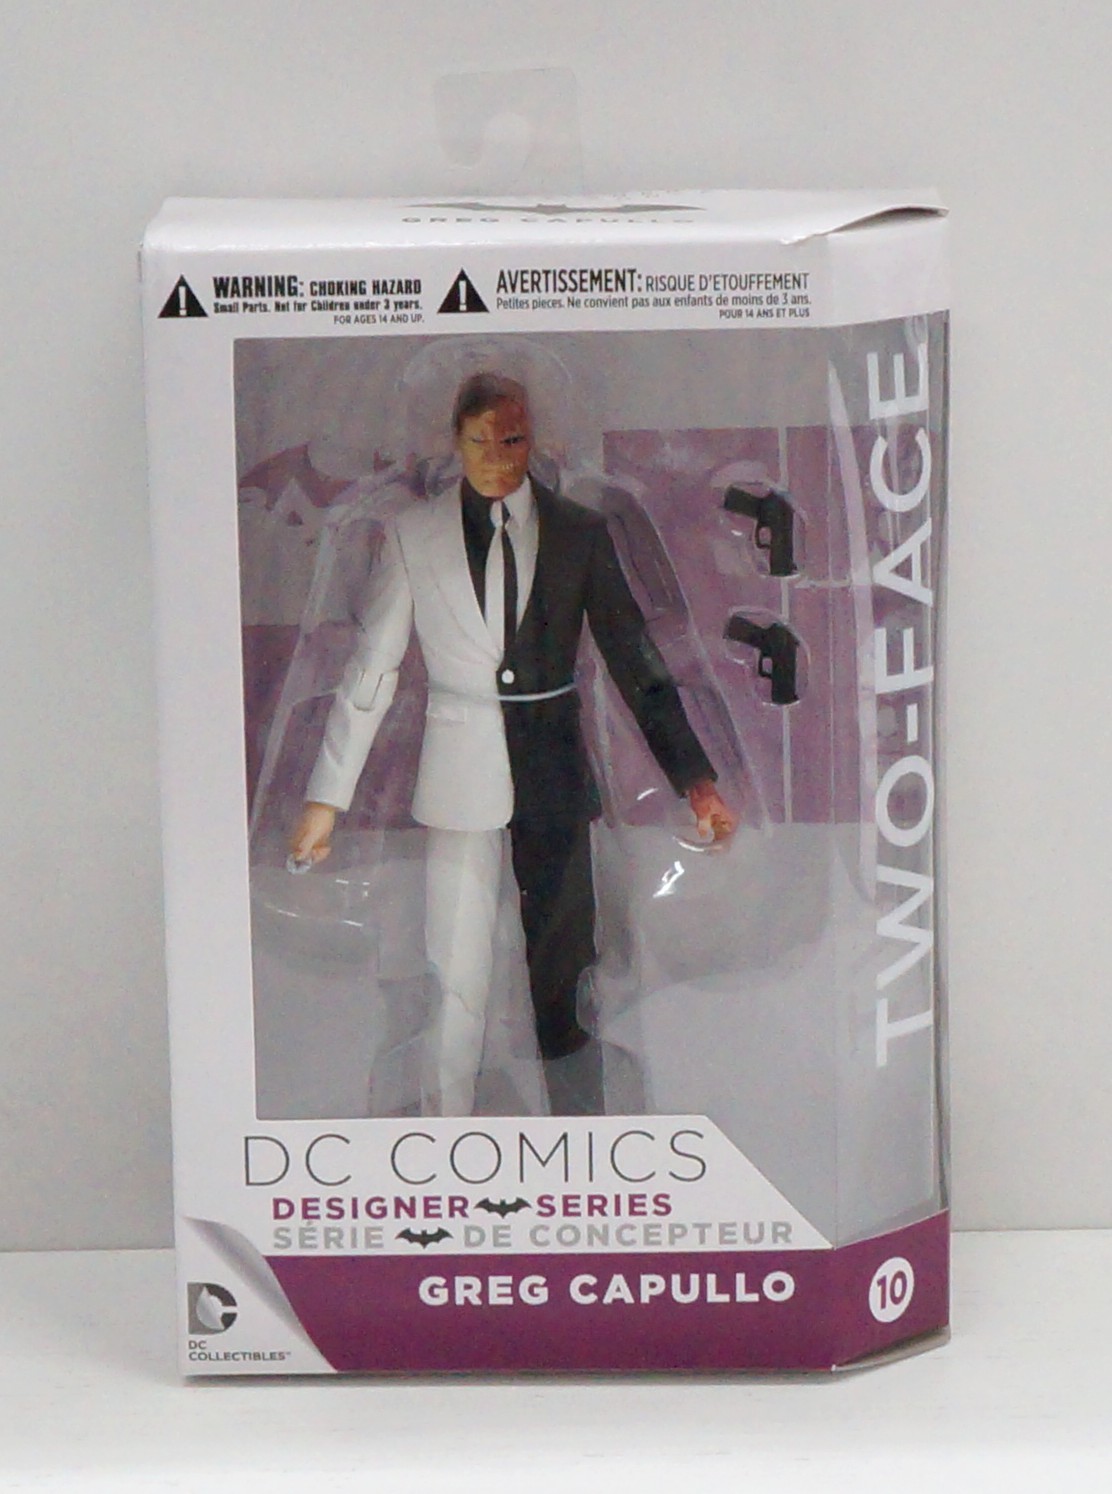 GREG CAPULLO
WARNING: CHOKING HAZARD
Small Parts. Not for Children under 3 years.
FOR AGES 14 AND UP.
AVERTISSEMENT: RISQUE D'ETOUFFEMENT
Petites pieces. Ne convient pas aux enfants de moins de 3 ans.
POUR 14 ANS ET PLUS
TWO-FACE
DC COMICS
DESIGNER SERIES
SÉRIE DE CONCEPTEUR
GREG CAPULLO
10
DC
COLLECTIBLES™